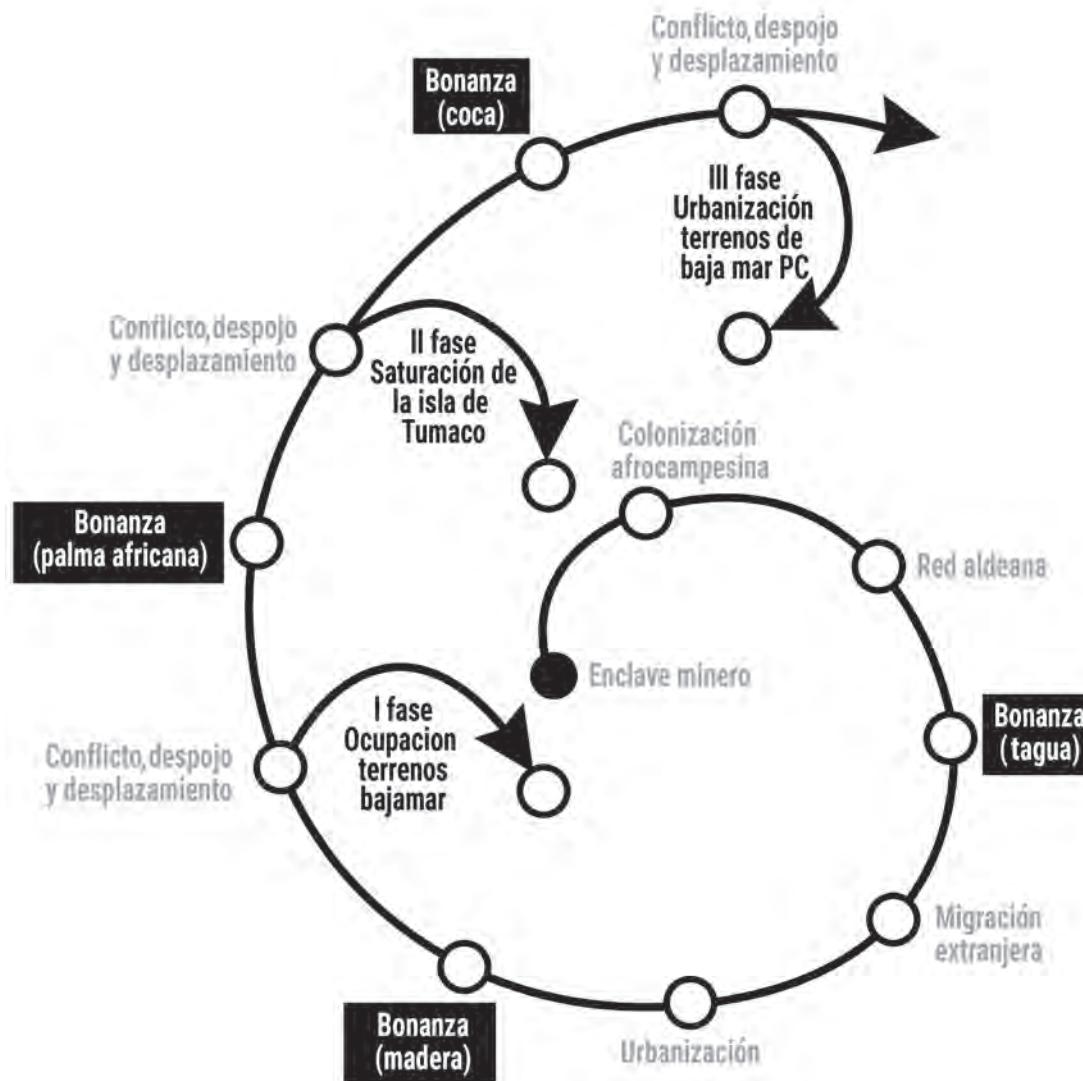 Conflicto, despojo
y desplazamiento
Bonanza
(coca)
III fase
Urbanización
terrenos de
baja mar PC
Conflicto, despojo
y desplazamiento
II fase
Saturación de
la isla de
Tumaco
Colonización
afrocampesina
Bonanza
(palma africana)
Red aldeana
Enclave minero
I fase
Ocupacion
terrenos
bajamar
Bonanza
(tagua)
Conflicto, despojo
y desplazamiento
Migración
extranjera
Bonanza
(madera)
Urbanización